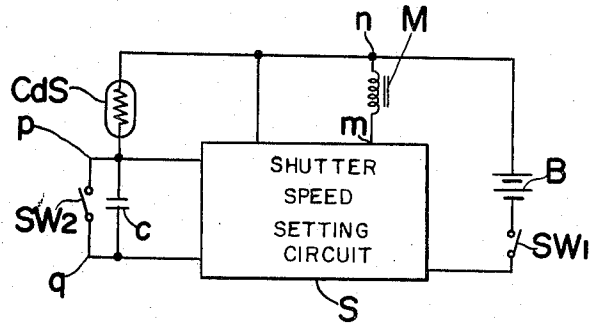 n M
CdS
p
m
SHUTTER
SPEED
SETTING
CIRCUIT
B
SW2
c
SW1
q
S